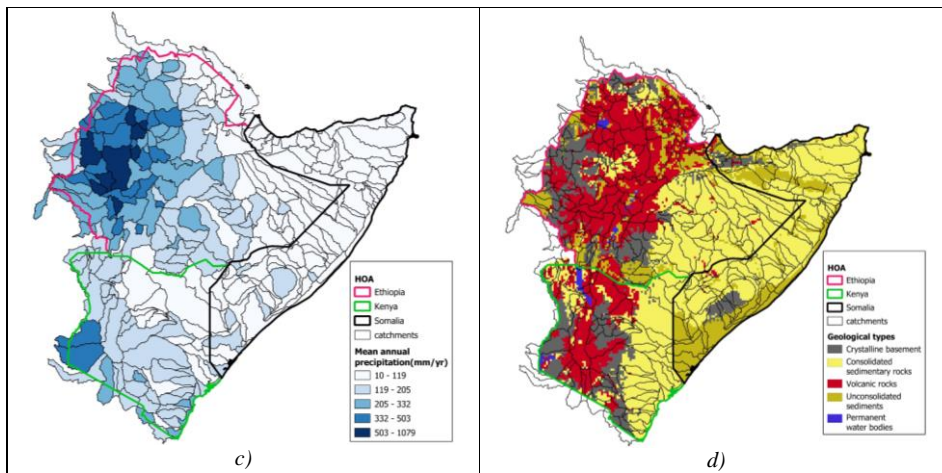 HOA
Ethiopia
Kenya
Somalia
catchments
Mean annual
precipitation(mm/yr)
10 - 119
119 - 205
205 - 332
332 - 503
503 - 1079
c)
HOA
Ethiopia
Kenya
Somalia
catchments
Geological types
Crystalline basement
Consolidated
sedimentary rocks
Volcanic rocks
Unconsolidated
sediments
Permanent
water bodies
d)